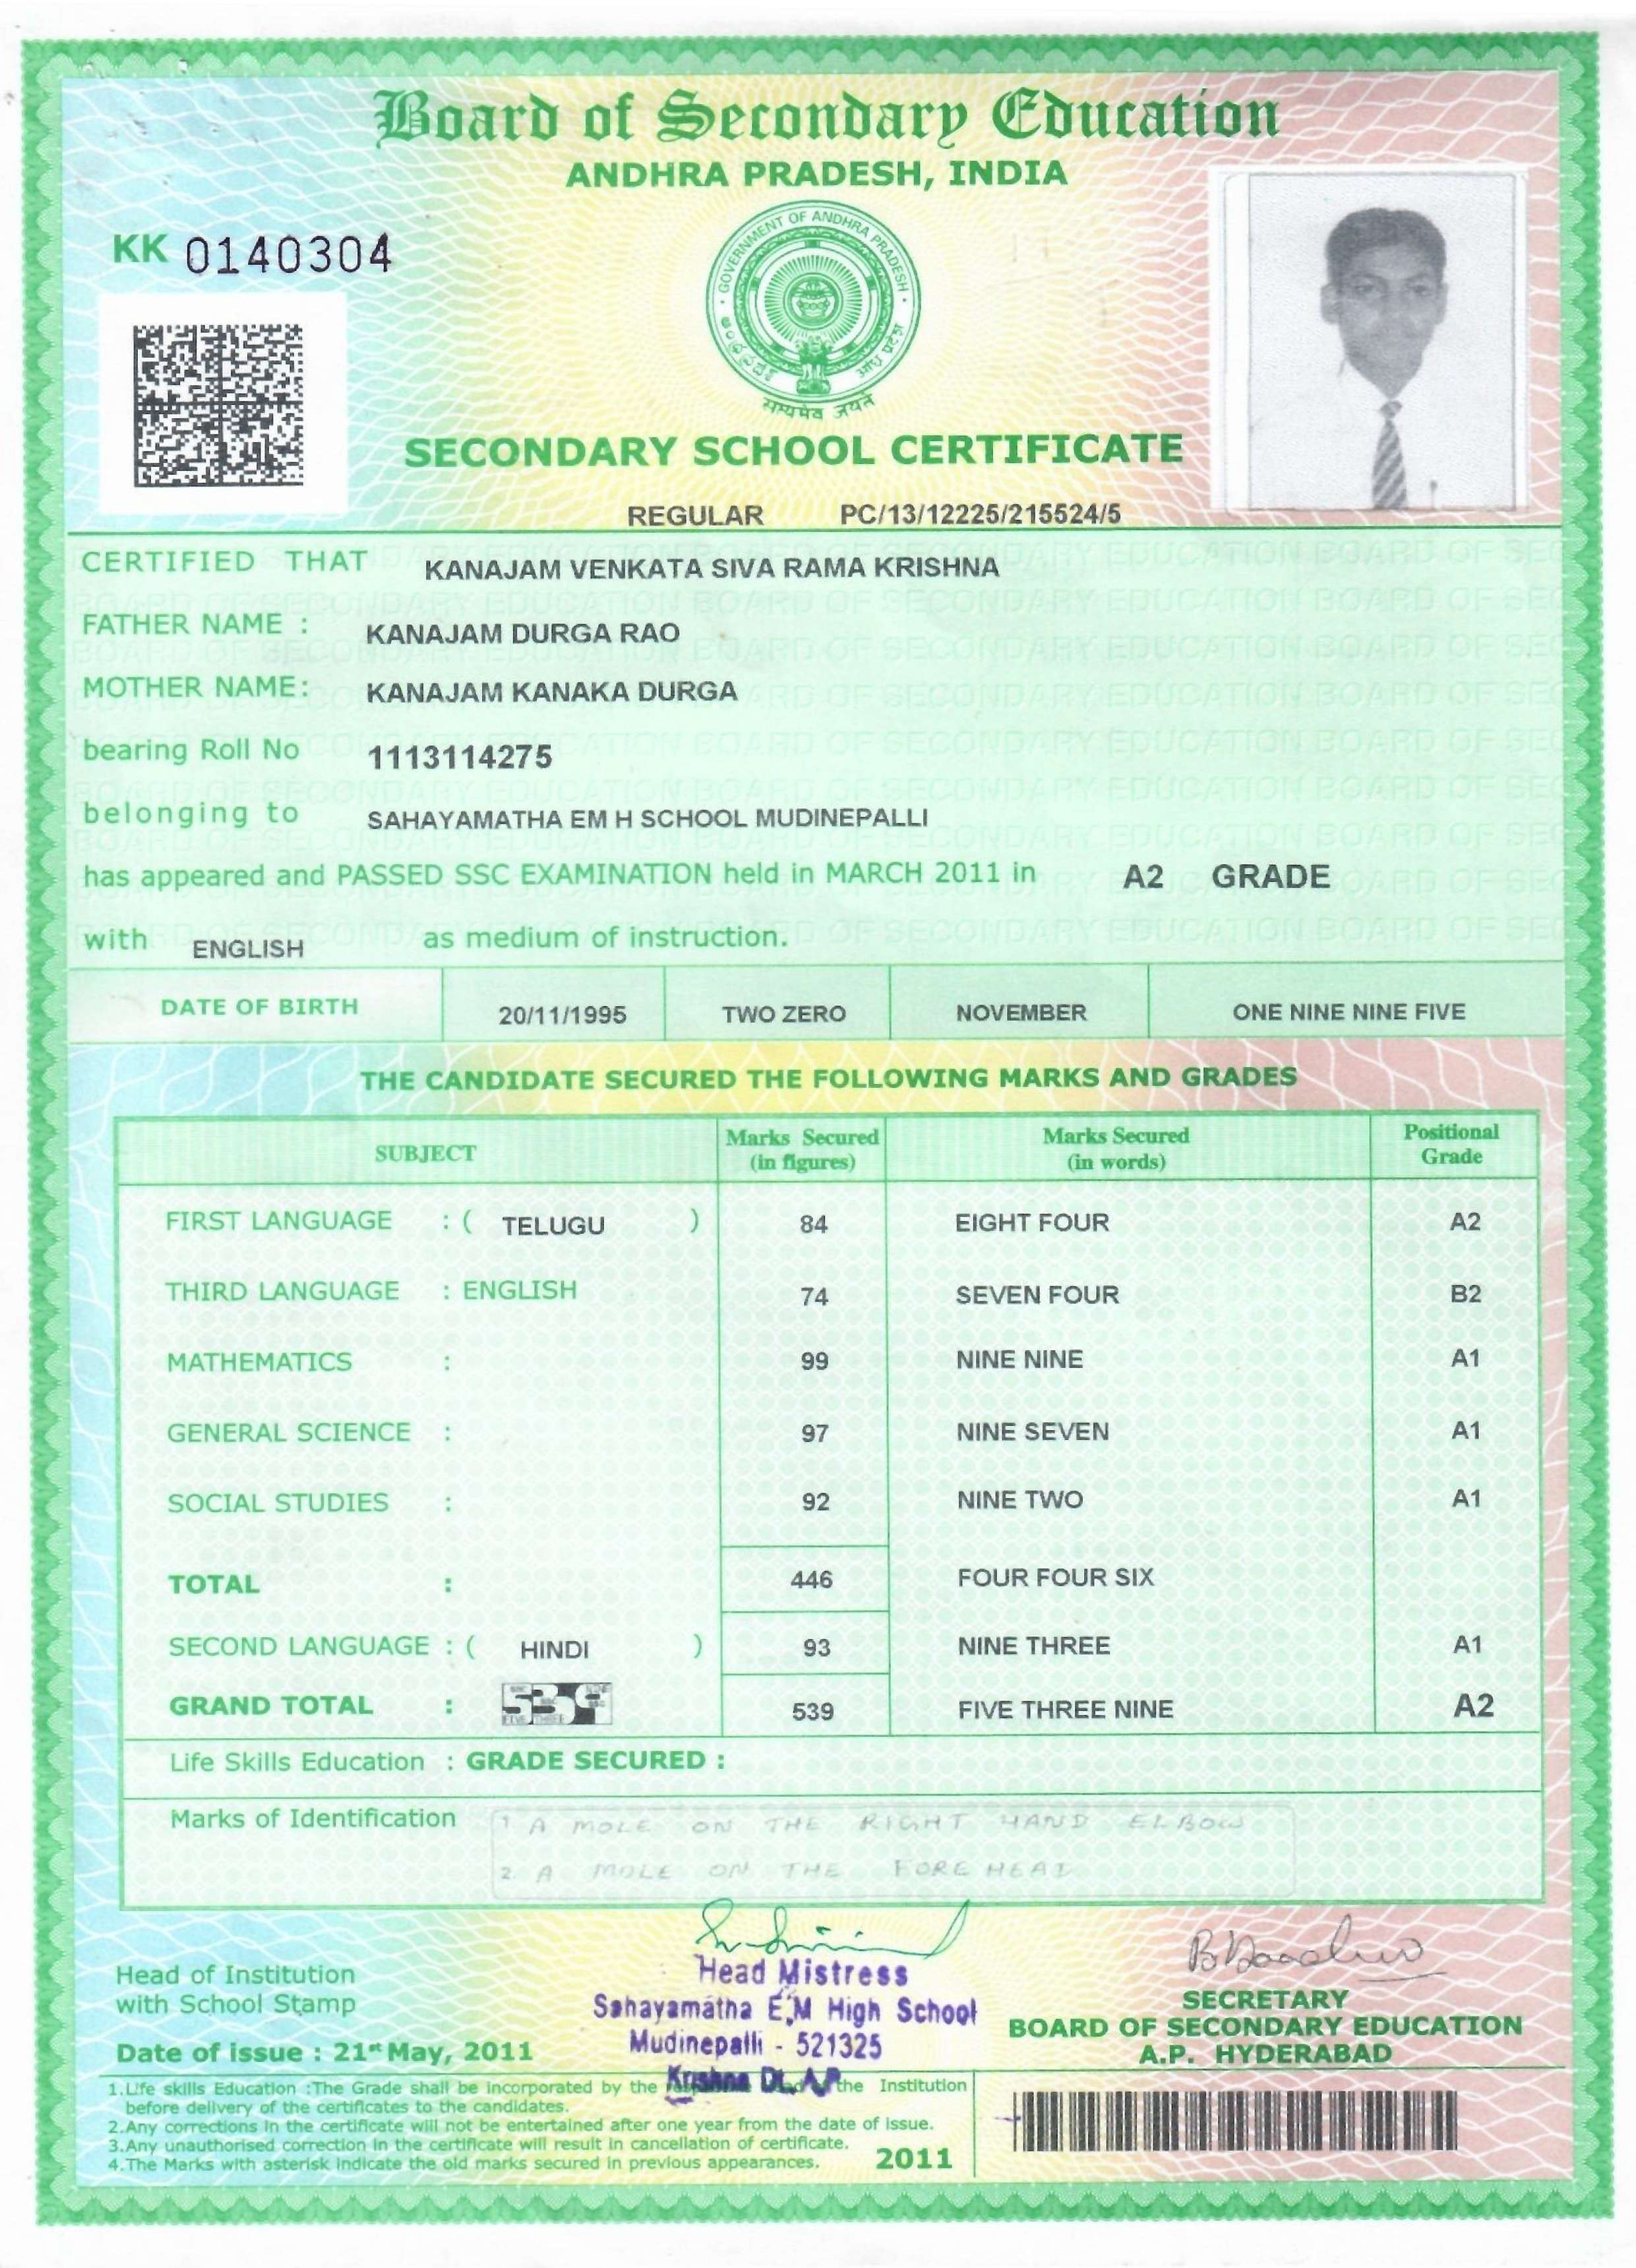 Board of Secondary Education
ANDHRA PRADESH, INDIA
KK 0140304
GOVERNMENT OF ANDHRA PRADESH
सत्यमेव जयते
SECONDARY SCHOOL CERTIFICATE
REGULAR PC/13/12225/215524/5
CERTIFIED THAT KANAJAM VENKATA SIVA RAMA KRISHNA
FATHER NAME : KANAJAM DURGA RAO
MOTHER NAME: KANAJAM KANAKA DURGA
bearing Roll No 1113114275
belonging to SAHAYAMATHA EM H SCHOOL MUDINEPALLI
has appeared and PASSED SSC EXAMINATION held in MARCH 2011 in A2 GRADE
with ENGLISH as medium of instruction.
DATE OF BIRTH 20/11/1995 TWO ZERO NOVEMBER ONE NINE NINE FIVE
THE CANDIDATE SECURED THE FOLLOWING MARKS AND GRADES
SUBJECT Marks Secured (in figures) Marks Secured (in words) Positional Grade
FIRST LANGUAGE : ( TELUGU ) 84 EIGHT FOUR A2
THIRD LANGUAGE : ENGLISH 74 SEVEN FOUR B2
MATHEMATICS : 99 NINE NINE A1
GENERAL SCIENCE : 97 NINE SEVEN A1
SOCIAL STUDIES : 92 NINE TWO A1
TOTAL : 446 FOUR FOUR SIX
SECOND LANGUAGE : ( HINDI ) 93 NINE THREE A1
GRAND TOTAL : 539 539 FIVE THREE NINE A2
Life Skills Education : GRADE SECURED :
Marks of Identification 1 A MOLE ON THE RIGHT HAND ELBOW
2. A MOLE ON THE FORE HEAD
Head of Institution
with School Stamp
Date of issue : 21st May, 2011
Head Mistress
Sahayamatha E.M High School
Mudinepalli - 521325
Krishna Dt. A.P
SECRETARY
BOARD OF SECONDARY EDUCATION
A.P. HYDERABAD
1.Life skills Education :The Grade shall be incorporated by the the Institution
before delivery of the certificates to the candidates.
2.Any corrections in the certificate will not be entertained after one year from the date of issue.
3.Any unauthorised correction in the certificate will result in cancellation of certificate.
4.The Marks with asterisk indicate the old marks secured in previous appearances.
2011